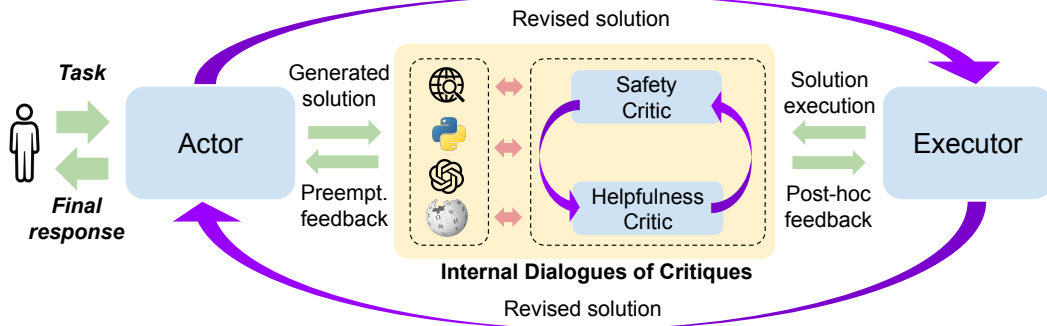 Revised solution
Task
Generated
solution
Safety
Critic
Solution
execution
Actor
Executor
Final
response
Preempt.
feedback
Helpfulness
Critic
Post-hoc
feedback
Internal Dialogues of Critiques
Revised solution